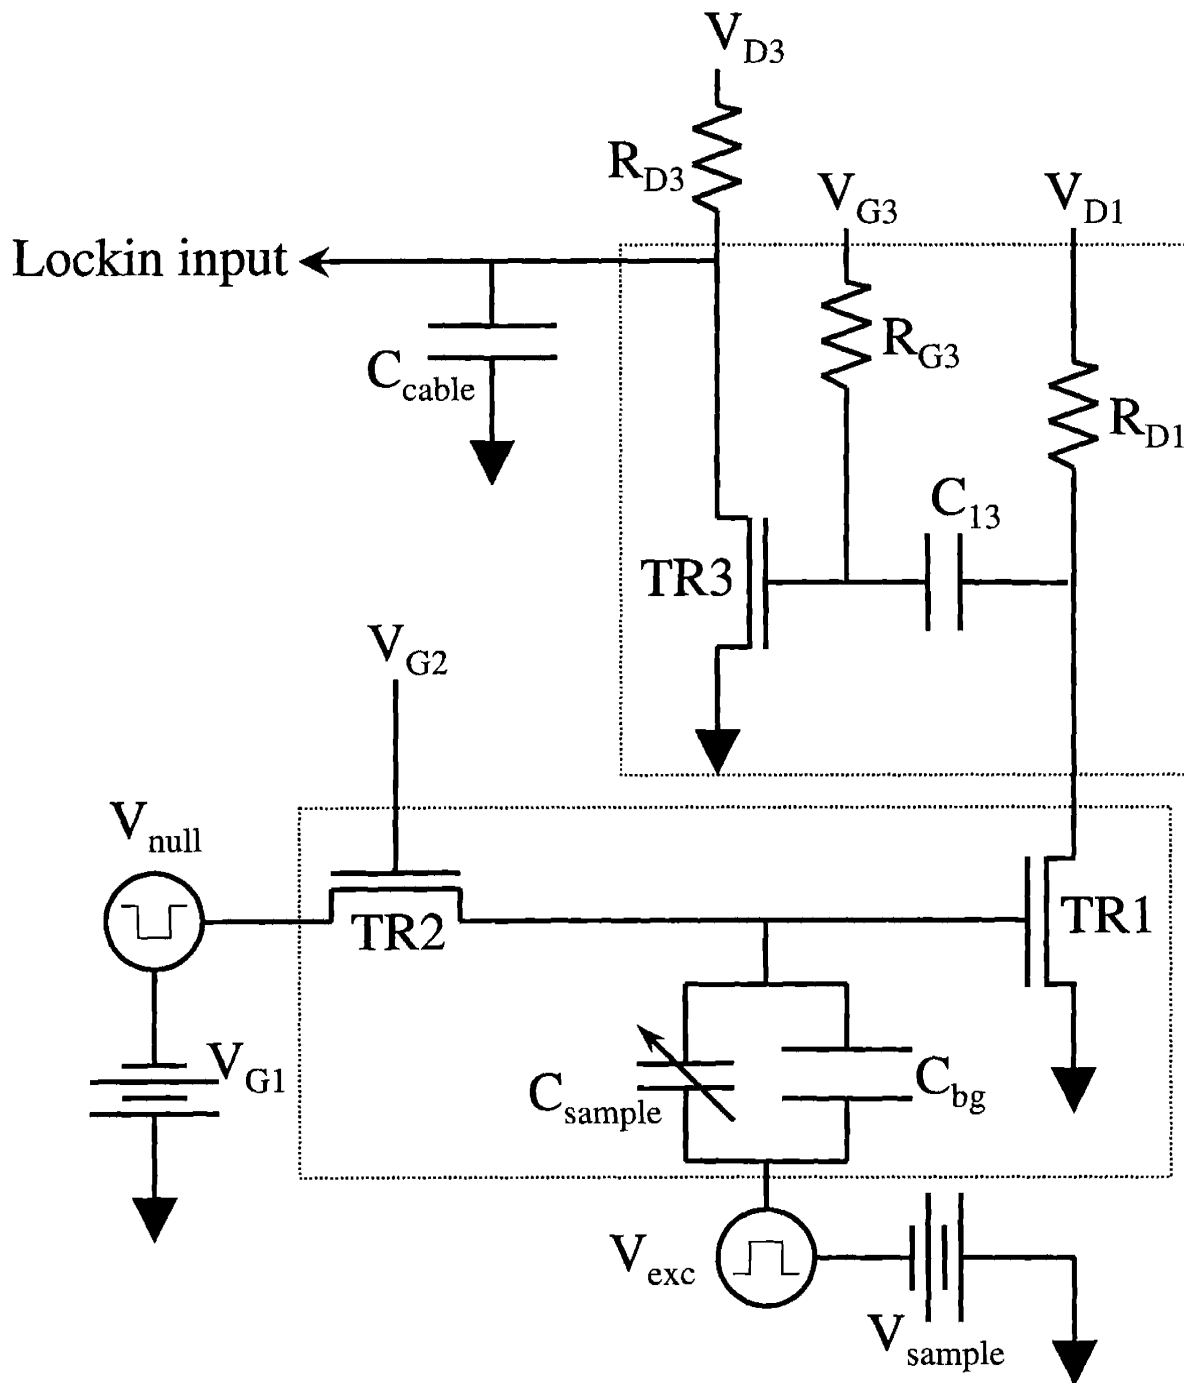 V_D3
R_D3
V_G3
V_D1
Lockin input
R_G3
C_cable
R_D1
C_13
TR3
V_G2
V_null
TR2
TR1
V_G1
C_sample
C_bg
V_exc
V_sample